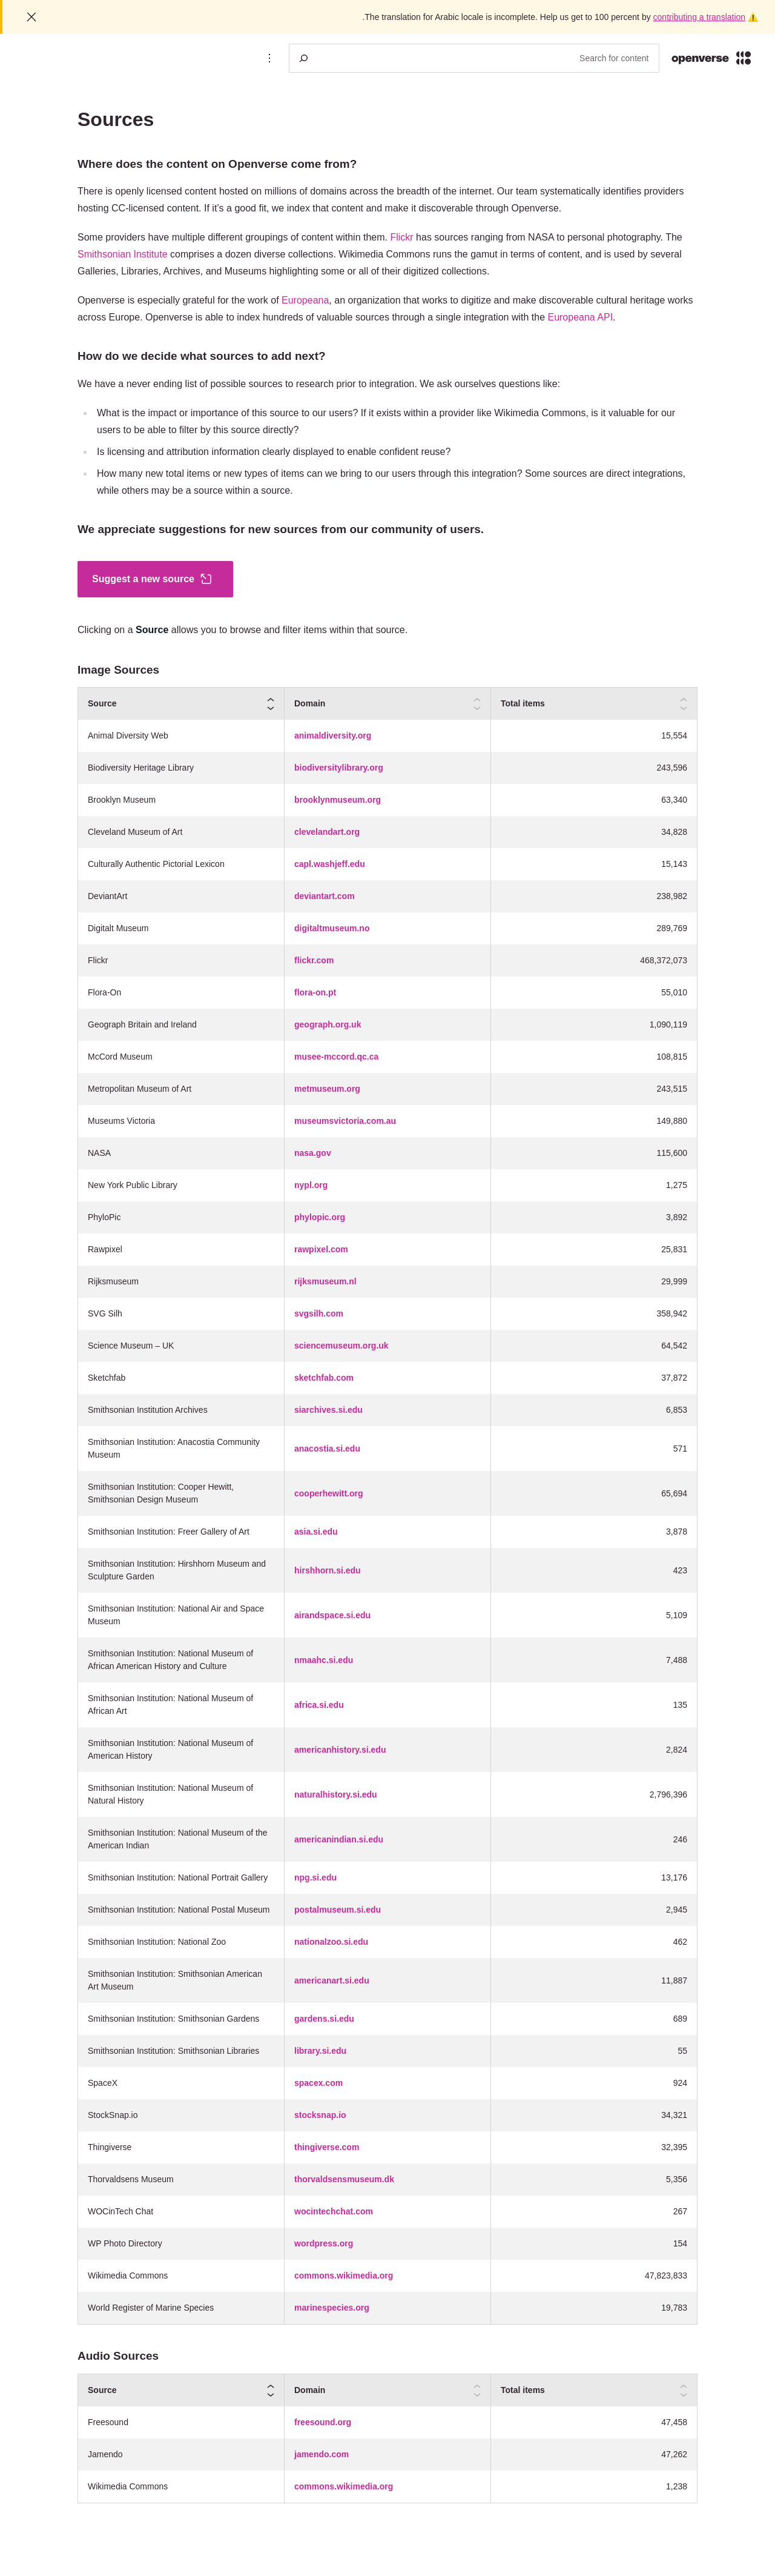 .The translation for Arabic locale is incomplete. Help us get to 100 percent by contributing a translation ⚠️
Search for content
openverse
Sources
Where does the content on Openverse come from?
There is openly licensed content hosted on millions of domains across the breadth of the internet. Our team systematically identifies providers
hosting CC-licensed content. If it's a good fit, we index that content and make it discoverable through Openverse.
Some providers have multiple different groupings of content within them. Flickr has sources ranging from NASA to personal photography. The
Smithsonian Institute comprises a dozen diverse collections. Wikimedia Commons runs the gamut in terms of content, and is used by several
Galleries, Libraries, Archives, and Museums highlighting some or all of their digitized collections.
Openverse is especially grateful for the work of Europeana, an organization that works to digitize and make discoverable cultural heritage works
across Europe. Openverse is able to index hundreds of valuable sources through a single integration with the Europeana API.
How do we decide what sources to add next?
We have a never ending list of possible sources to research prior to integration. We ask ourselves questions like:
What is the impact or importance of this source to our users? If it exists within a provider like Wikimedia Commons, is it valuable for our
users to be able to filter by this source directly?
Is licensing and attribution information clearly displayed to enable confident reuse?
How many new total items or new types of items can we bring to our users through this integration? Some sources are direct integrations,
while others may be a source within a source.
We appreciate suggestions for new sources from our community of users.
Suggest a new source
Clicking on a Source allows you to browse and filter items within that source.
Image Sources
Source Domain Total items
Animal Diversity Web animaldiversity.org 15,554
Biodiversity Heritage Library biodiversitylibrary.org 243,596
Brooklyn Museum brooklynmuseum.org 63,340
Cleveland Museum of Art clevelandart.org 34,828
Culturally Authentic Pictorial Lexicon capl.washjeff.edu 15,143
DeviantArt deviantart.com 238,982
Digitalt Museum digitaltmuseum.no 289,769
Flickr flickr.com 468,372,073
Flora-On flora-on.pt 55,010
Geograph Britain and Ireland geograph.org.uk 1,090,119
McCord Museum musee-mccord.qc.ca 108,815
Metropolitan Museum of Art metmuseum.org 243,515
Museums Victoria museumsvictoria.com.au 149,880
NASA nasa.gov 115,600
New York Public Library nypl.org 1,275
PhyloPic phylopic.org 3,892
Rawpixel rawpixel.com 25,831
Rijksmuseum rijksmuseum.nl 29,999
SVG Silh svgsilh.com 358,942
Science Museum – UK sciencemuseum.org.uk 64,542
Sketchfab sketchfab.com 37,872
Smithsonian Institution Archives siarchives.si.edu 6,853
Smithsonian Institution: Anacostia Community
Museum anacostia.si.edu 571
Smithsonian Institution: Cooper Hewitt,
Smithsonian Design Museum cooperhewitt.org 65,694
Smithsonian Institution: Freer Gallery of Art asia.si.edu 3,878
Smithsonian Institution: Hirshhorn Museum and
Sculpture Garden hirshhorn.si.edu 423
Smithsonian Institution: National Air and Space
Museum airandspace.si.edu 5,109
Smithsonian Institution: National Museum of
African American History and Culture nmaahc.si.edu 7,488
Smithsonian Institution: National Museum of
African Art africa.si.edu 135
Smithsonian Institution: National Museum of
American History americanhistory.si.edu 2,824
Smithsonian Institution: National Museum of
Natural History naturalhistory.si.edu 2,796,396
Smithsonian Institution: National Museum of the
American Indian americanindian.si.edu 246
Smithsonian Institution: National Portrait Gallery npg.si.edu 13,176
Smithsonian Institution: National Postal Museum postalmuseum.si.edu 2,945
Smithsonian Institution: National Zoo nationalzoo.si.edu 462
Smithsonian Institution: Smithsonian American
Art Museum americanart.si.edu 11,887
Smithsonian Institution: Smithsonian Gardens gardens.si.edu 689
Smithsonian Institution: Smithsonian Libraries library.si.edu 55
SpaceX spacex.com 924
StockSnap.io stocksnap.io 34,321
Thingiverse thingiverse.com 32,395
Thorvaldsens Museum thorvaldsensmuseum.dk 5,356
WOCinTech Chat wocintechchat.com 267
WP Photo Directory wordpress.org 154
Wikimedia Commons commons.wikimedia.org 47,823,833
World Register of Marine Species marinespecies.org 19,783
Audio Sources
Source Domain Total items
Freesound freesound.org 47,458
Jamendo jamendo.com 47,262
Wikimedia Commons commons.wikimedia.org 1,238